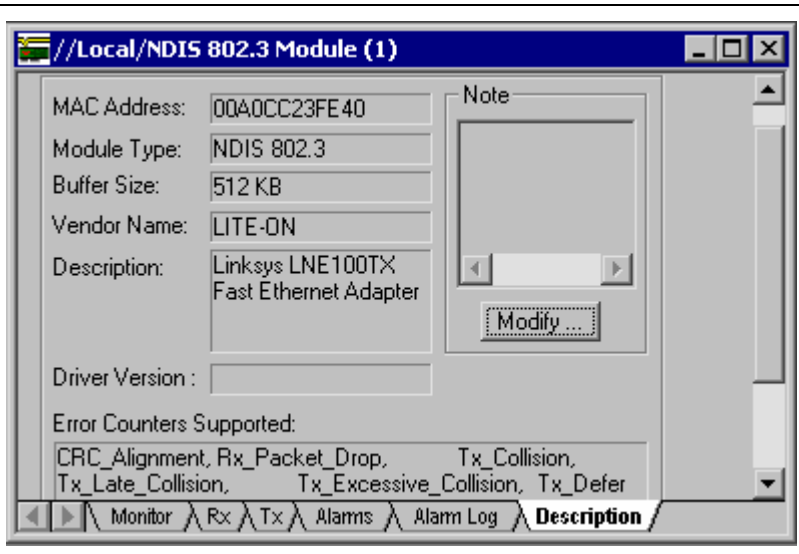 //Local/NDIS 802.3 Module (1)
MAC Address: 00A0CC23FE40
Note
Module Type: NDIS 802.3
Buffer Size: 512 KB
Vendor Name: LITE-ON
Description: Linksys LNE100TX
Fast Ethernet Adapter
Modify ...
Driver Version :
Error Counters Supported:
CRC_Alignment, Rx_Packet_Drop, Tx_Collision,
Tx_Late_Collision, Tx_Excessive_Collision, Tx_Defer
Monitor Rx Tx Alarms Alarm Log Description